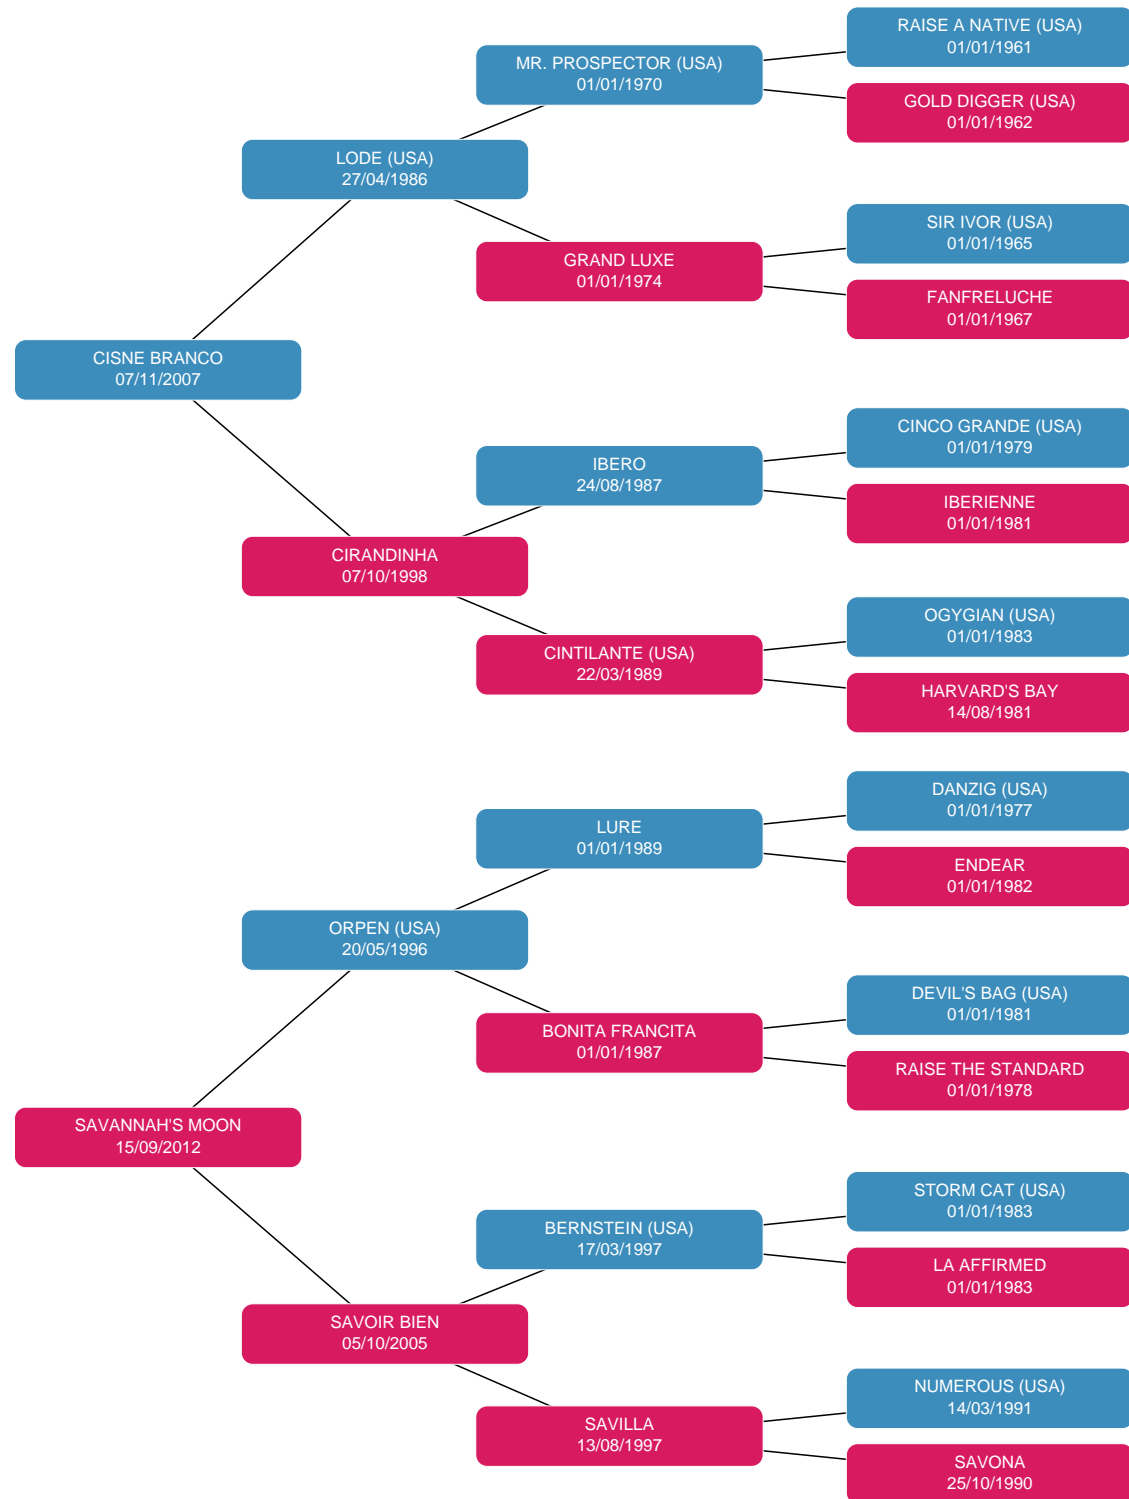 RAISE A NATIVE (USA)
01/01/1961
MR. PROSPECTOR (USA)
01/01/1970
GOLD DIGGER (USA)
01/01/1962
LODE (USA)
27/04/1986
SIR IVOR (USA)
01/01/1965
GRAND LUXE
01/01/1974
FANFRELUCHE
01/01/1967
CISNE BRANCO
07/11/2007
CINCO GRANDE (USA)
01/01/1979
IBERO
24/08/1987
IBERIENNE
01/01/1981
CIRANDINHA
07/10/1998
OGYGIAN (USA)
01/01/1983
CINTILANTE (USA)
22/03/1989
HARVARD'S BAY
14/08/1981
DANZIG (USA)
01/01/1977
LURE
01/01/1989
ENDEAR
01/01/1982
ORPEN (USA)
20/05/1996
DEVIL'S BAG (USA)
01/01/1981
BONITA FRANCITA
01/01/1987
RAISE THE STANDARD
01/01/1978
SAVANNAH'S MOON
15/09/2012
STORM CAT (USA)
01/01/1983
BERNSTEIN (USA)
17/03/1997
LA AFFIRMED
01/01/1983
SAVOIR BIEN
05/10/2005
NUMEROUS (USA)
14/03/1991
SAVILLA
13/08/1997
SAVONA
25/10/1990